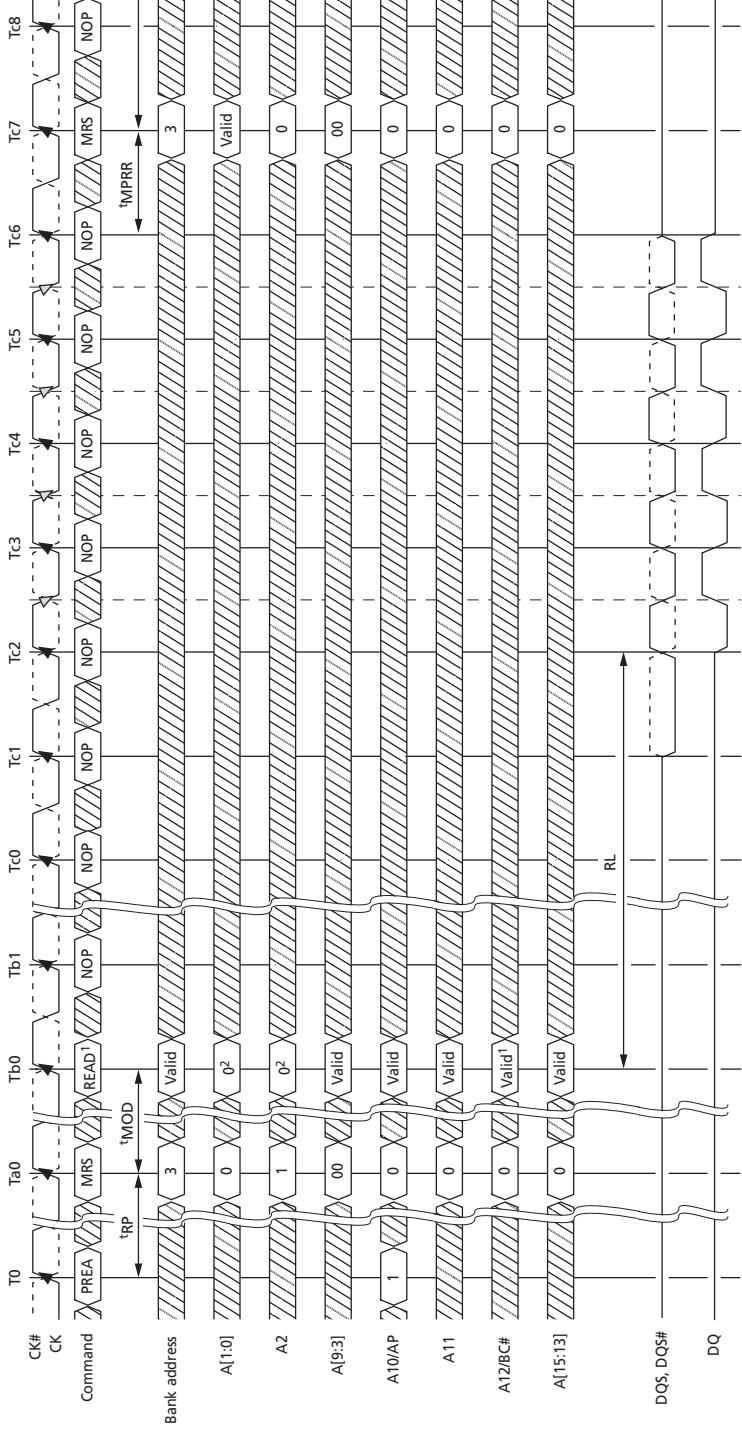 T0 Ta0 Tb0 Tb1 Tc0 Tc1 Tc2 Tc3 Tc4 Tc5 Tc6 Tc7 Tc8
CK#
CK
Command PREA MRS READ1 NOP NOP NOP NOP NOP NOP NOP NOP MRS NOP
tRP tMOD tMPRR
Bank address 3 Valid 3
A[1:0] 0 02 Valid
A2 1 02 0
A[9:3] 00 Valid 00
A10/AP 1 0 Valid 0
A11 0 Valid 0
A12/BC# 0 Valid1 0
A[15:13] 0 Valid 0
RL
DQS, DQS#
DQ